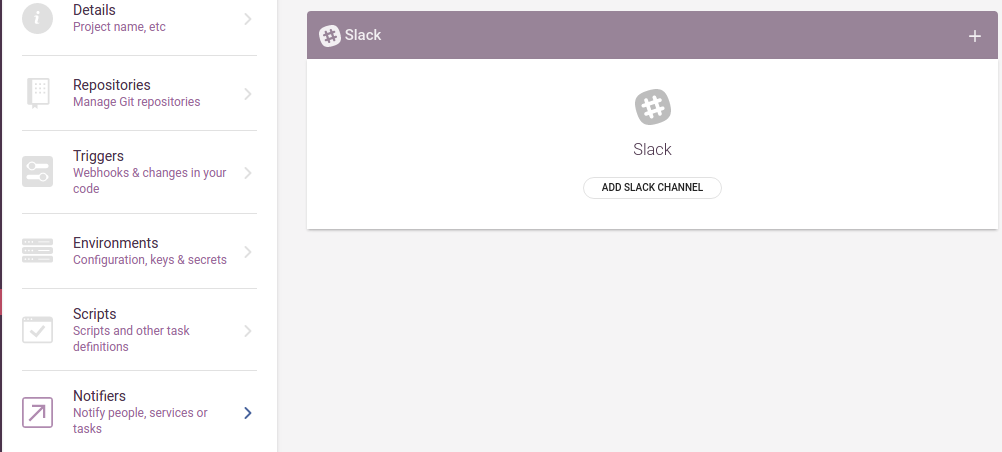 Details
Project name, etc
Repositories
Manage Git repositories
Triggers
Webhooks & changes in your
code
Environments
Configuration, keys & secrets
Scripts
Scripts and other task
definitions
Notifiers
Notify people, services or
tasks
Slack
Slack
ADD SLACK CHANNEL